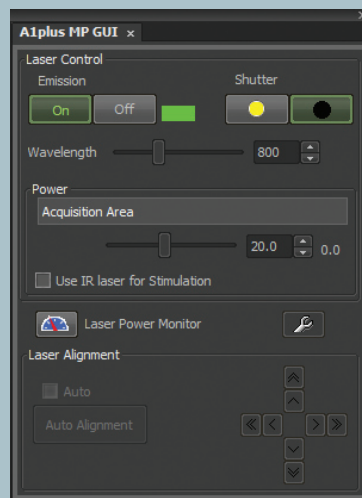 A1plus MP GUI x
Laser Control
Emission
Shutter
On
Off
Wavelength
800
Power
Acquisition Area
20.0
0.0
Use IR laser for Stimulation
Laser Power Monitor
Laser Alignment
Auto
Auto Alignment